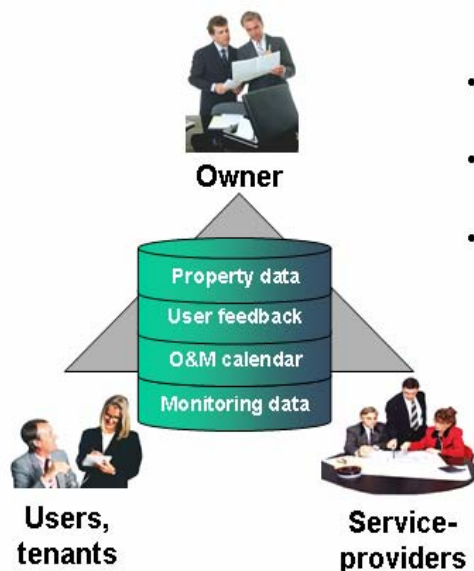 Owner
Property data
User feedback
O&M calendar
Monitoring data
Users,
tenants
Service-
providers